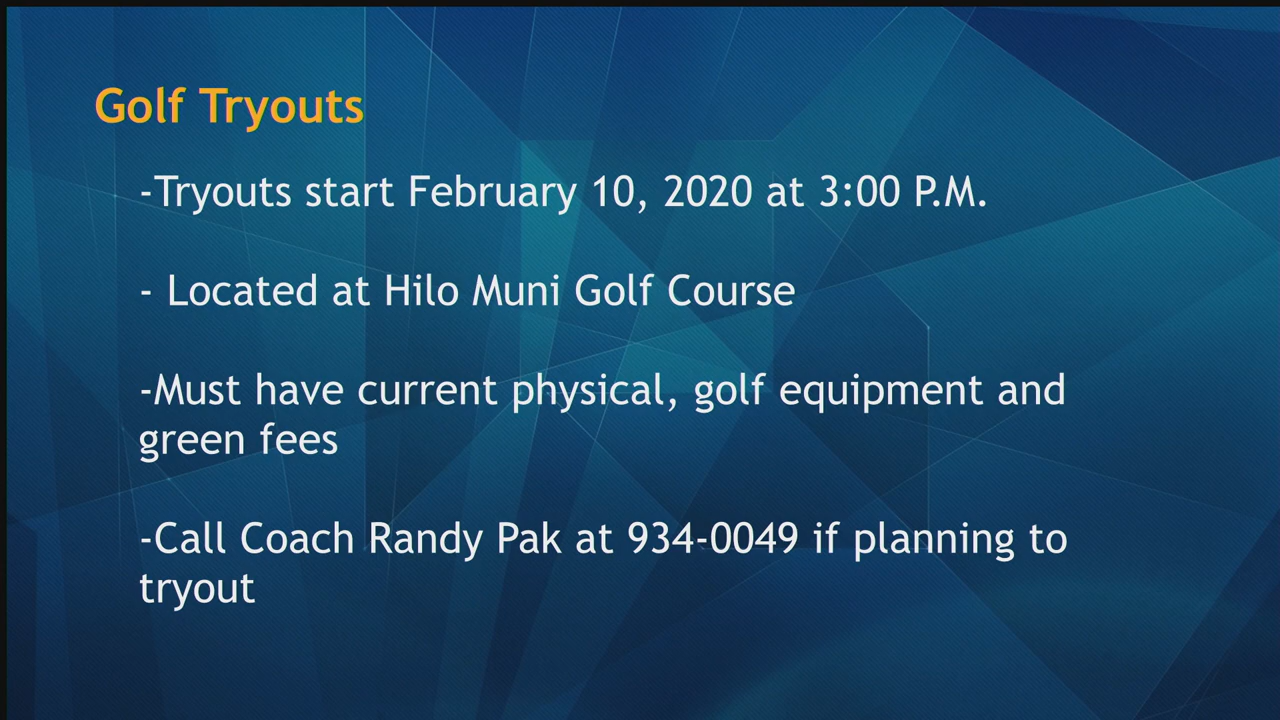 Golf Tryouts
-Tryouts start February 10, 2020 at 3:00 P.M.
- Located at Hilo Muni Golf Course
-Must have current physical, golf equipment and
green fees
-Call Coach Randy Pak at 934-0049 if planning to
tryout